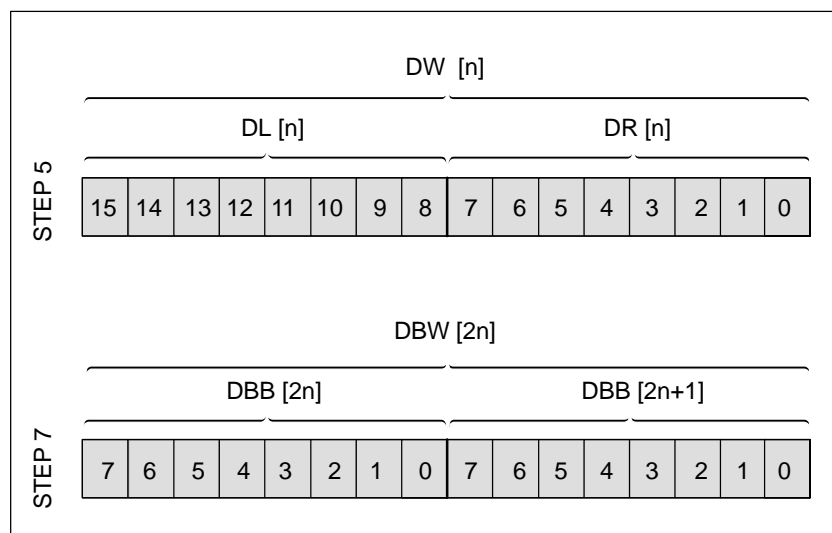 DW [n]
DL [n] DR [n]
STEP 5
15 14 13 12 11 10 9 8 7 6 5 4 3 2 1 0
DBW [2n]
DBB [2n] DBB [2n+1]
STEP 7
7 6 5 4 3 2 1 0 7 6 5 4 3 2 1 0